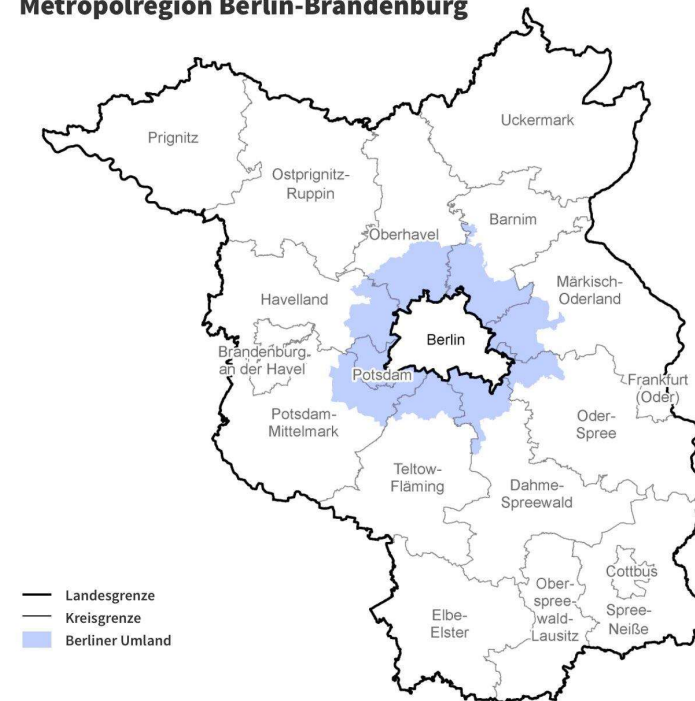 Metropolregion Berlin-Brandenburg
Uckermark
Prignitz
Ostprignitz-
Ruppin
Barnim
Oberhavel
Märkisch-
Oderland
Havelland
Berlin
Brandenburg
an der Havel
Potsdam
Frankfurt
(Oder)
Potsdam-
Mittelmark
Oder-
Spree
Teltow-
Fläming
Dahme-
Spreewald
Cottbus
Ober-
spree-
wald-
Lausitz
Spree-
Neiße
Elbe-
Elster
Landesgrenze
Kreisgrenze
Berliner Umland